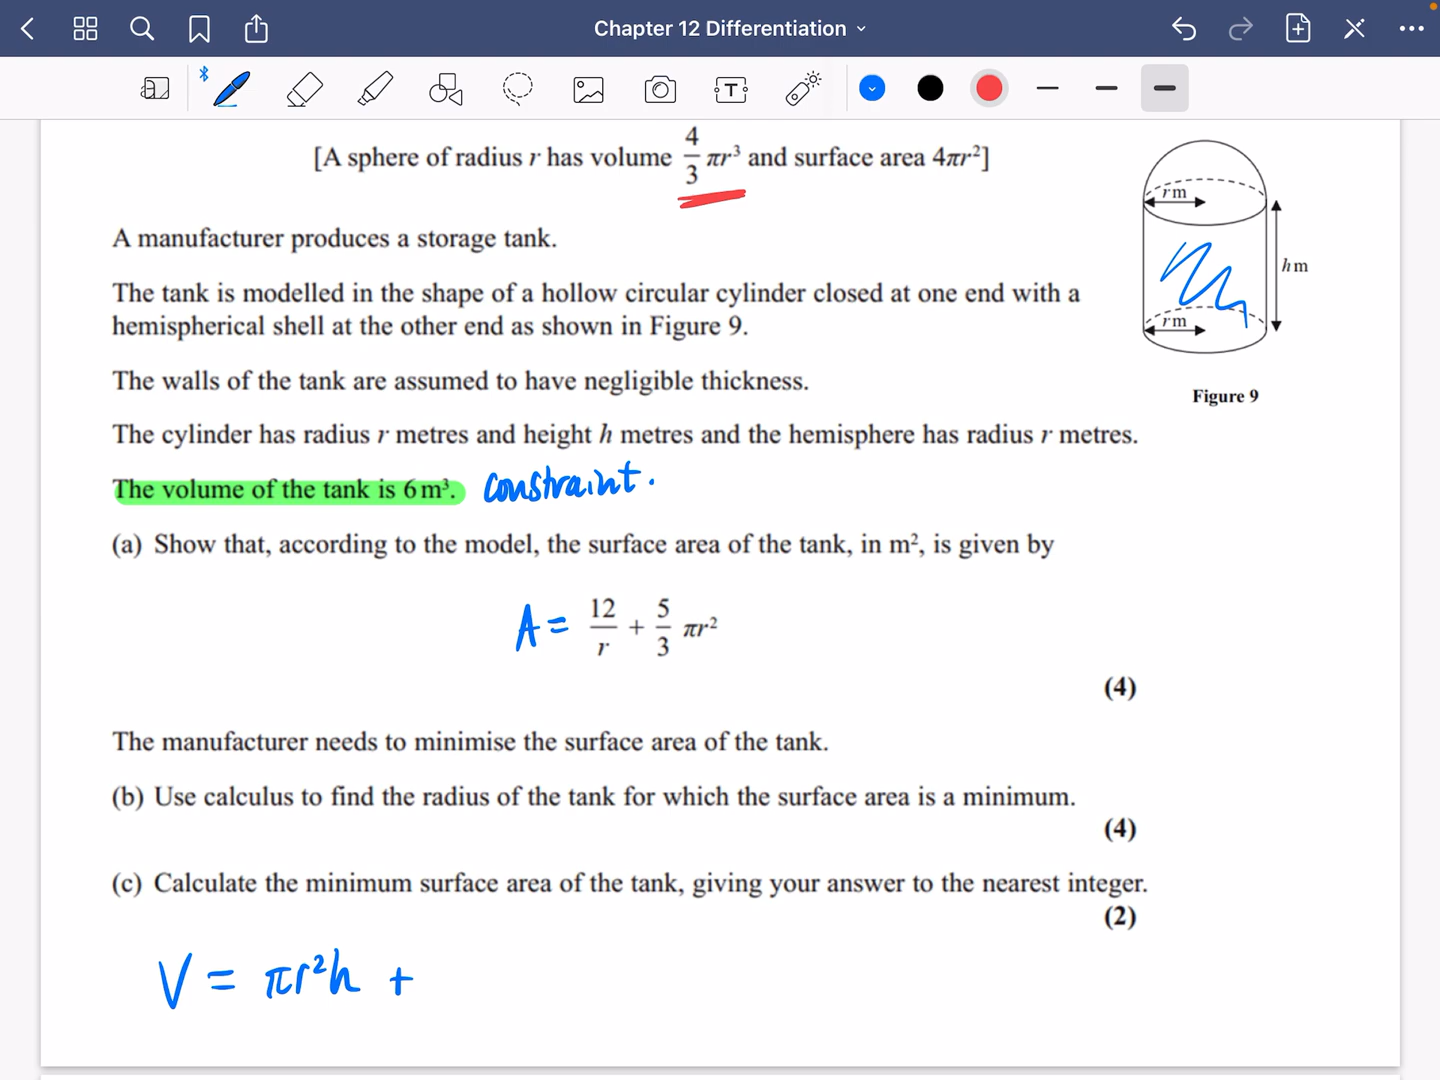 Chapter 12 Differentiation
[A sphere of radius r has volume 4/3 πr³ and surface area 4πr²]
A manufacturer produces a storage tank.
The tank is modelled in the shape of a hollow circular cylinder closed at one end with a
hemispherical shell at the other end as shown in Figure 9.
The walls of the tank are assumed to have negligible thickness.
The cylinder has radius r metres and height h metres and the hemisphere has radius r metres.
r m
h m
r m
Figure 9
The volume of the tank is 6 m³. constraint.
(a) Show that, according to the model, the surface area of the tank, in m², is given by
A = 12/r + 5/3 πr²
(4)
The manufacturer needs to minimise the surface area of the tank.
(b) Use calculus to find the radius of the tank for which the surface area is a minimum.
(4)
(c) Calculate the minimum surface area of the tank, giving your answer to the nearest integer.
(2)
V = πr²h +